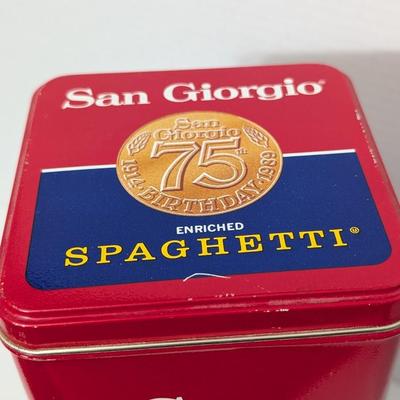 San Giorgio®
San
Giorgio
75th
1914 · BIRTHDAY · 1989
ENRICHED
SPAGHETTI®